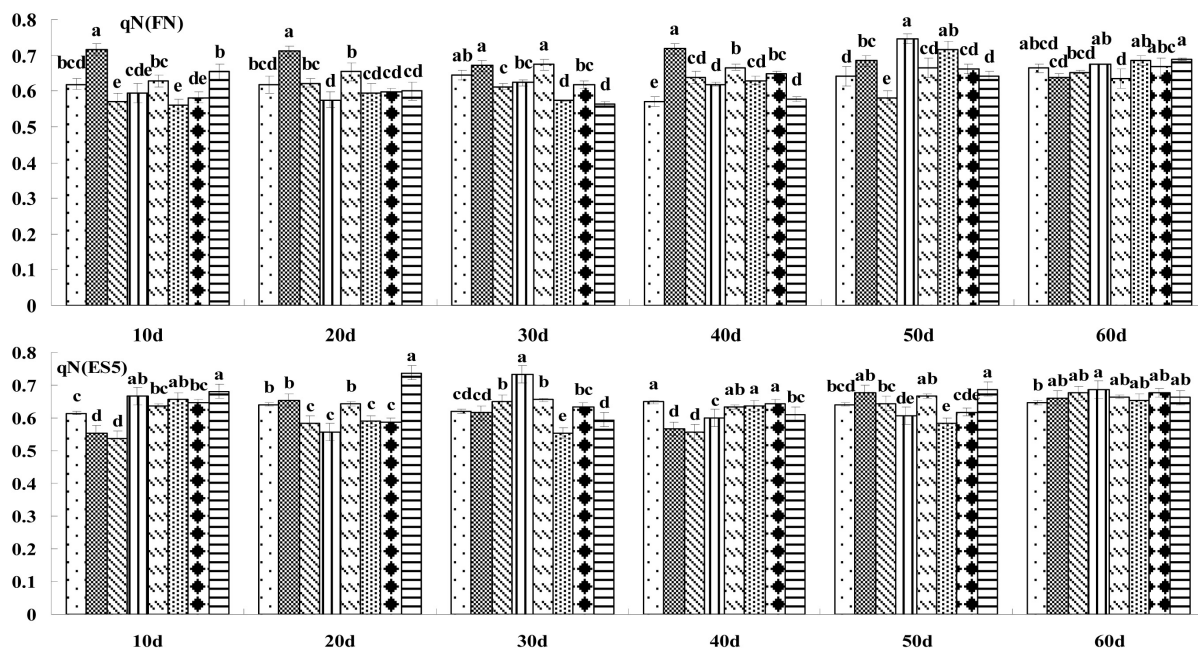 0.8
qN(FN)
0.7
0.6
0.5
0.4
0.3
0.2
0.1
0
bcd a e cde bc e de b
bcd a bc d b cd cd cd
ab a c bc a d bc d
e a cd d b cd bc d
d bc e a cd ab cd d
abcd cd bcd ab d ab abc a
10d 20d 30d 40d 50d 60d
0.8
qN(ES5)
0.7
0.6
0.5
0.4
0.3
0.2
0.1
0
c d d ab bc ab bc a
b b c c b c c a
cd cd b a b e bc d
a d d c ab a a bc
bcd ab bc de ab e cde a
b ab ab a ab ab ab ab
10d 20d 30d 40d 50d 60d